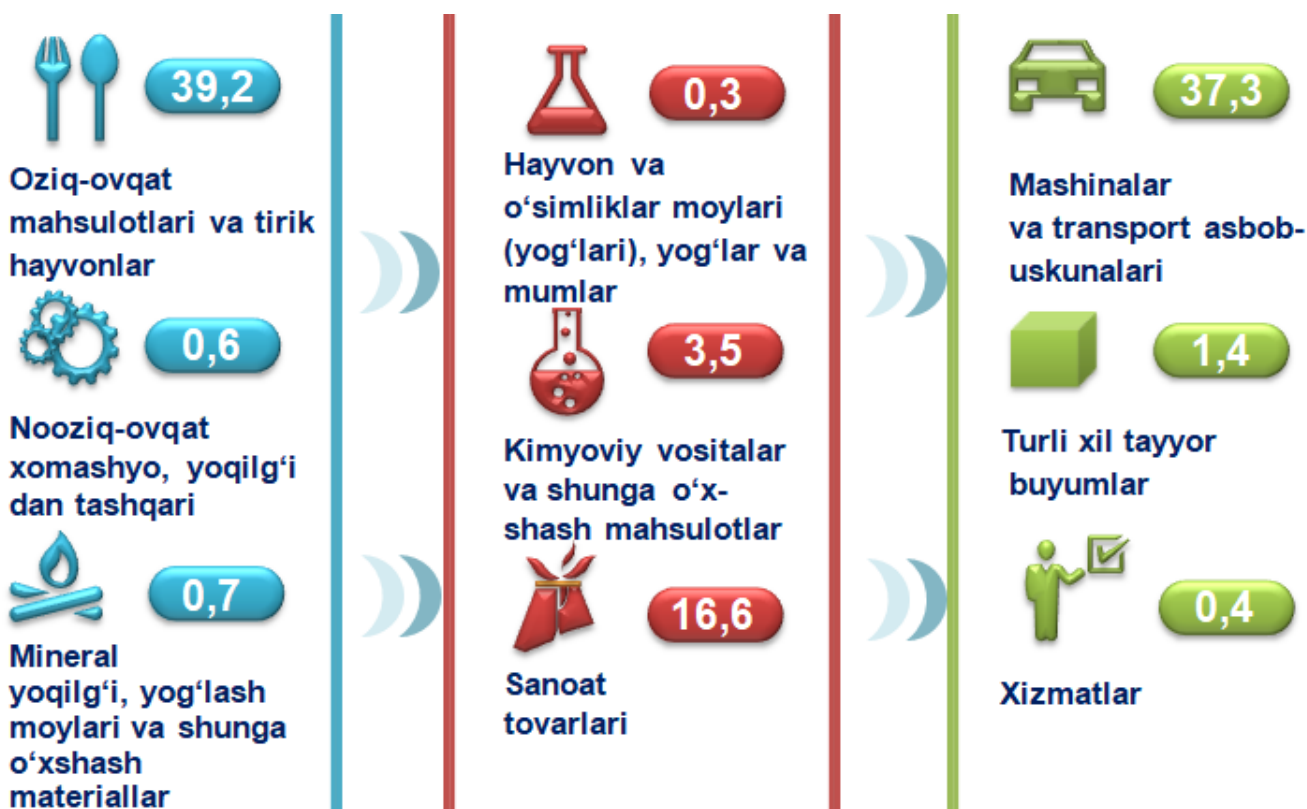 39,2
Oziq-ovqat
mahsulotlari va tirik
hayvonlar
0,6
Nooziq-ovqat
xomashyo, yoqilg‘i
dan tashqari
0,7
Mineral
yoqilg‘i, yog‘lash
moylari va shunga
o‘xshash
materiallar
0,3
Hayvon va
o‘simliklar moylari
(yog‘lari), yog‘lar va
mumlar
3,5
Kimyoviy vositalar
va shunga o‘x-
shash mahsulotlar
16,6
Sanoat
tovarlari
37,3
Mashinalar
va transport asbob-
uskunalari
1,4
Turli xil tayyor
buyumlar
0,4
Xizmatlar